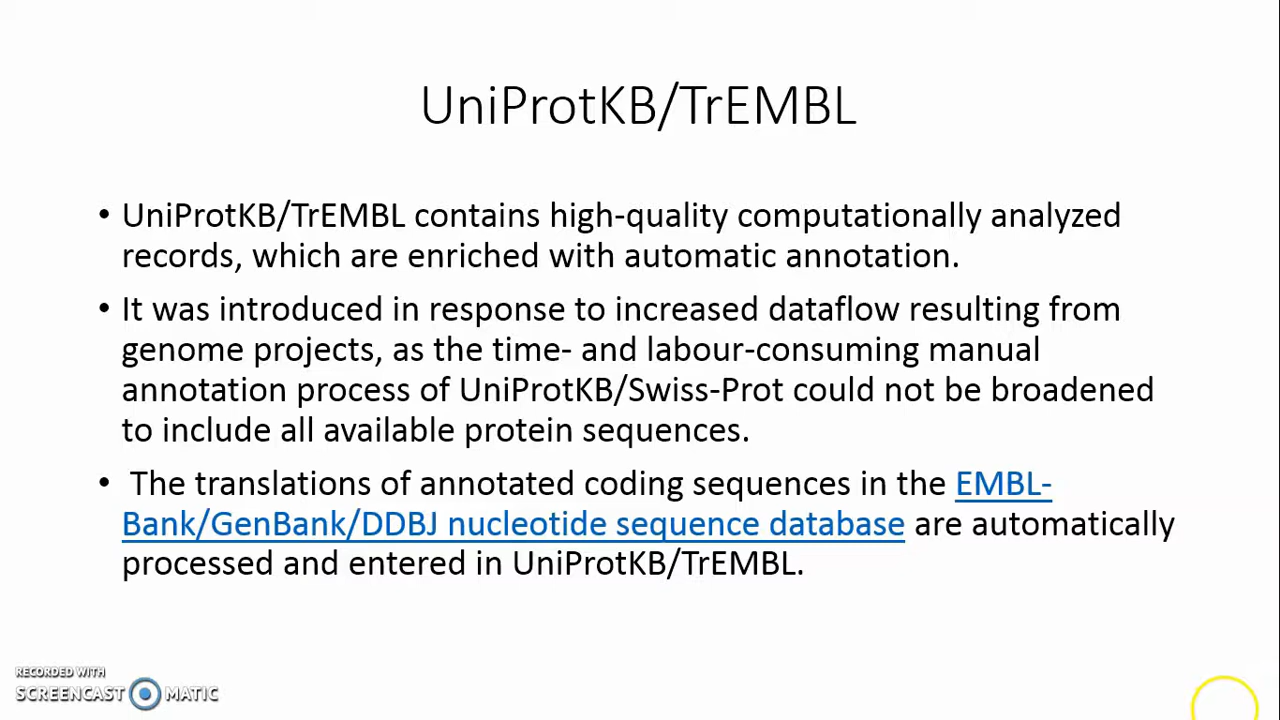 UniProtKB/TrEMBL
• UniProtKB/TrEMBL contains high-quality computationally analyzed
records, which are enriched with automatic annotation.
• It was introduced in response to increased dataflow resulting from
genome projects, as the time- and labour-consuming manual
annotation process of UniProtKB/Swiss-Prot could not be broadened
to include all available protein sequences.
• The translations of annotated coding sequences in the EMBL-
Bank/GenBank/DDBJ nucleotide sequence database are automatically
processed and entered in UniProtKB/TrEMBL.
RECORDED WITH
SCREENCAST MATIC